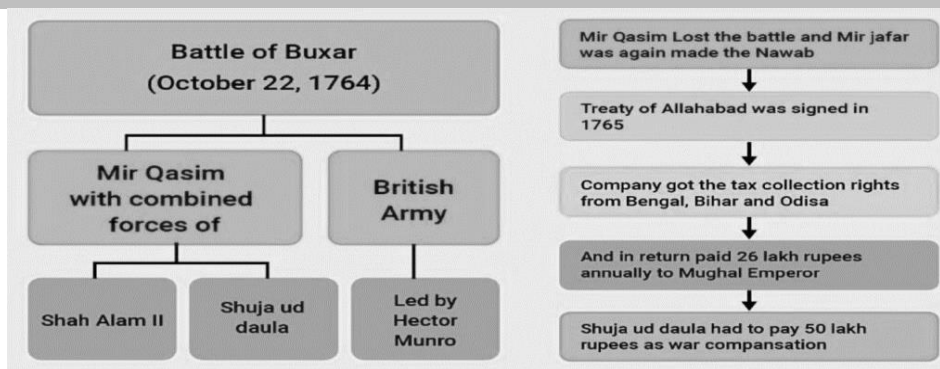 Battle of Buxar
(October 22, 1764)
Mir Qasim
with combined
forces of
British
Army
Shah Alam II
Shuja ud
daula
Led by
Hector
Munro
Mir Qasim Lost the battle and Mir jafar
was again made the Nawab
Treaty of Allahabad was signed in
1765
Company got the tax collection rights
from Bengal, Bihar and Odisa
And in return paid 26 lakh rupees
annually to Mughal Emperor
Shuja ud daula had to pay 50 lakh
rupees as war compansation